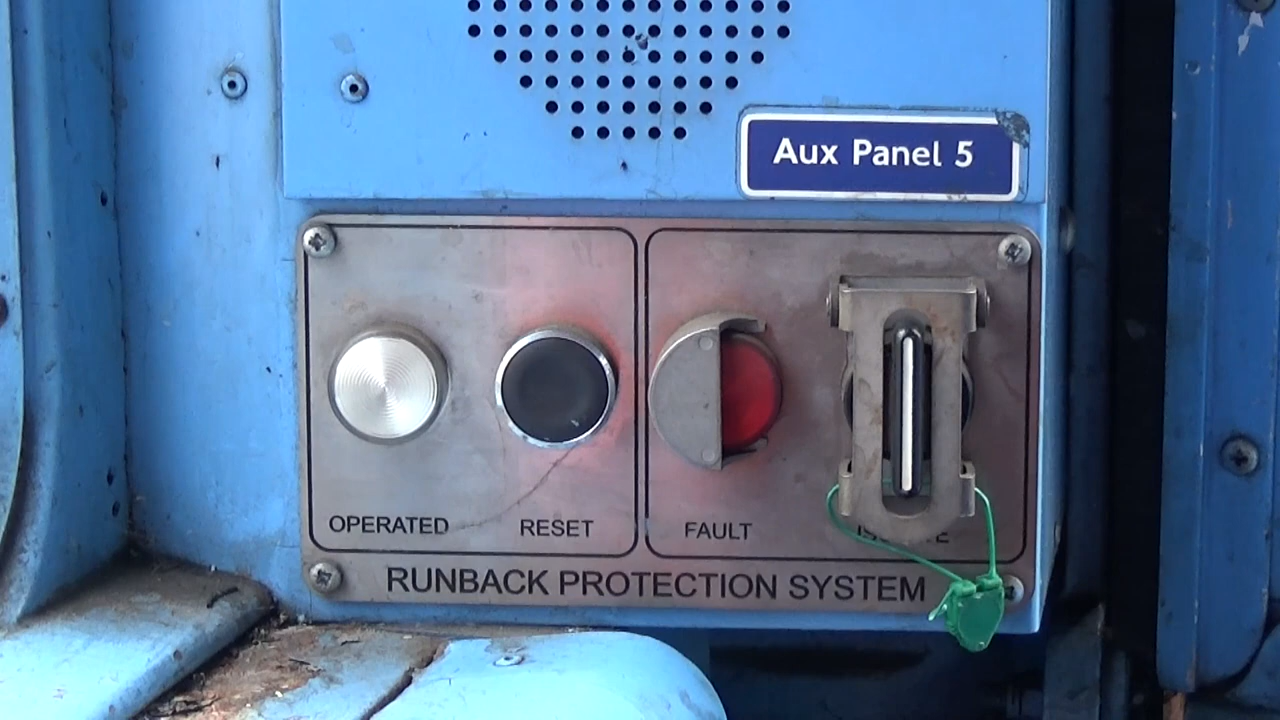 Aux Panel 5
OPERATED
RESET
FAULT
RUNBACK PROTECTION SYSTEM